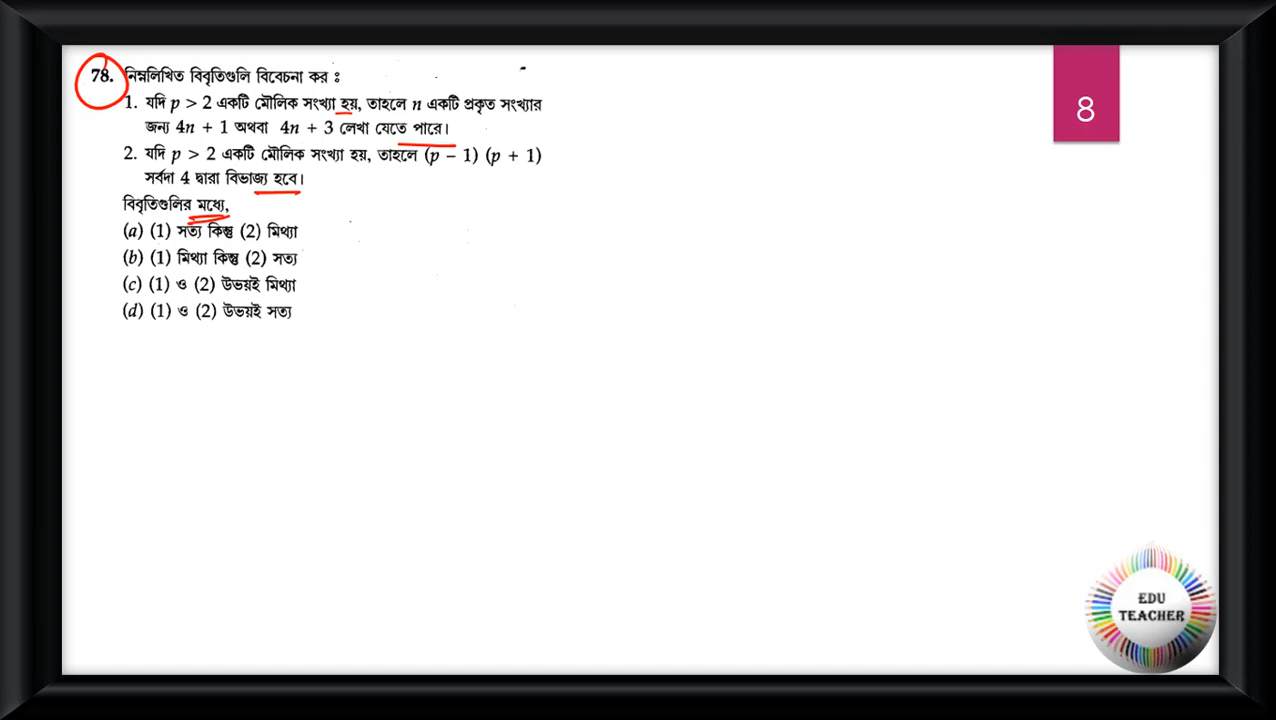 8
78. নিম্নলিখিত বিবৃতিগুলি বিবেচনা কর ঃ
1. যদি p > 2 একটি মৌলিক সংখ্যা হয়, তাহলে n একটি প্রকৃত সংখ্যার
জন্য 4n + 1 অথবা 4n + 3 লেখা যেতে পারে।
2. যদি p > 2 একটি মৌলিক সংখ্যা হয়, তাহলে (p – 1) (p + 1)
সর্বদা 4 দ্বারা বিভাজ্য হবে।
বিবৃতিগুলির মধ্যে,
(a) (1) সত্য কিন্তু (2) মিথ্যা
(b) (1) মিথ্যা কিন্তু (2) সত্য
(c) (1) ও (2) উভয়ই মিথ্যা
(d) (1) ও (2) উভয়ই সত্য
EDU
TEACHER